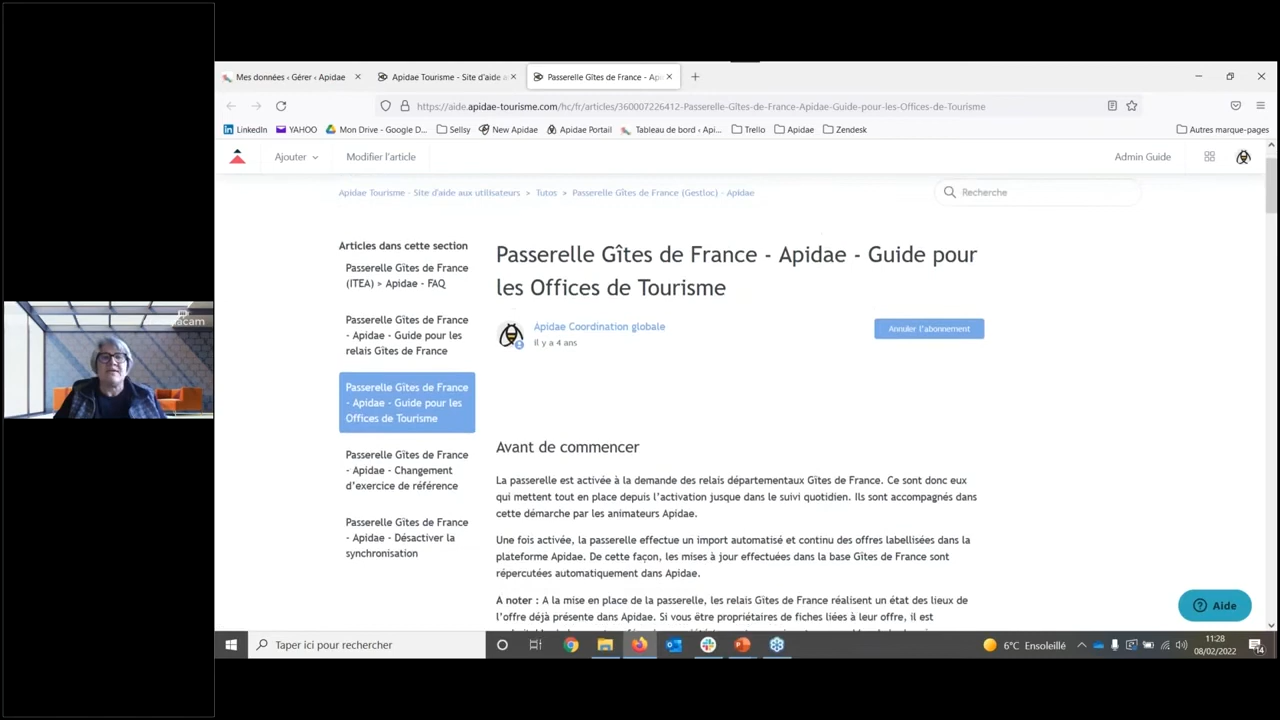 Mes données ‹ Gérer ‹ Apidae
Apidae Tourisme - Site d'aide a
Passerelle Gîtes de France - Ap
https://aide.apidae-tourisme.com/hc/fr/articles/360007226412-Passerelle-Gîtes-de-France-Apidae-Guide-pour-les-Offices-de-Tourisme
LinkedIn YAHOO Mon Drive - Google D... Sellsy New Apidae Apidae Portail Tableau de bord ‹ Api... Trello Apidae Zendesk Autres marque-pages
Ajouter Modifier l'article Admin Guide
Apidae Tourisme - Site d'aide aux utilisateurs > Tutos > Passerelle Gîtes de France (Gestloc) - Apidae
Recherche
Articles dans cette section
Passerelle Gîtes de France
(ITEA) > Apidae - FAQ
Passerelle Gîtes de France
- Apidae - Guide pour les
relais Gîtes de France
Passerelle Gîtes de France
- Apidae - Guide pour les
Offices de Tourisme
Passerelle Gîtes de France
- Apidae - Changement
d'exercice de référence
Passerelle Gîtes de France
- Apidae - Désactiver la
synchronisation
Passerelle Gîtes de France - Apidae - Guide pour
les Offices de Tourisme
Apidae Coordination globale
Il y a 4 ans
Annuler l'abonnement
Avant de commencer
La passerelle est activée à la demande des relais départementaux Gîtes de France. Ce sont donc eux
qui mettent tout en place depuis l'activation jusque dans le suivi quotidien. Ils sont accompagnés dans
cette démarche par les animateurs Apidae.
Une fois activée, la passerelle effectue un import automatisé et continu des offres labellisées dans la
plateforme Apidae. De cette façon, les mises à jour effectuées dans la base Gîtes de France sont
répercutées automatiquement dans Apidae.
A noter : A la mise en place de la passerelle, les relais Gîtes de France réalisent un état des lieux de
l'offre déjà présente dans Apidae. Si vous être propriétaires de fiches liées à leur offre, il est
Aide
Taper ici pour rechercher
6°C Ensoleillé
11:28
08/02/2022
14